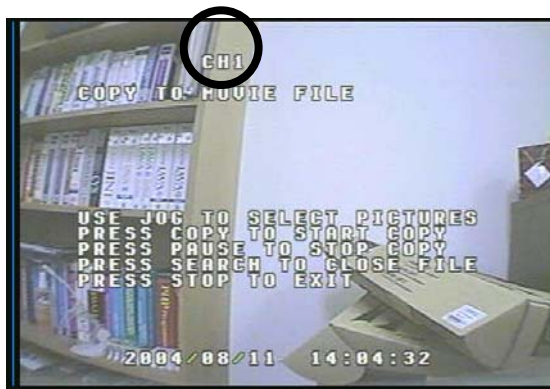 CH1
COPY TO MOVIE FILE
USE JOG TO SELECT PICTURES
PRESS COPY TO START COPY
PRESS PAUSE TO STOP COPY
PRESS SEARCH TO CLOSE FILE
PRESS STOP TO EXIT
2004/08/11 14:04:32